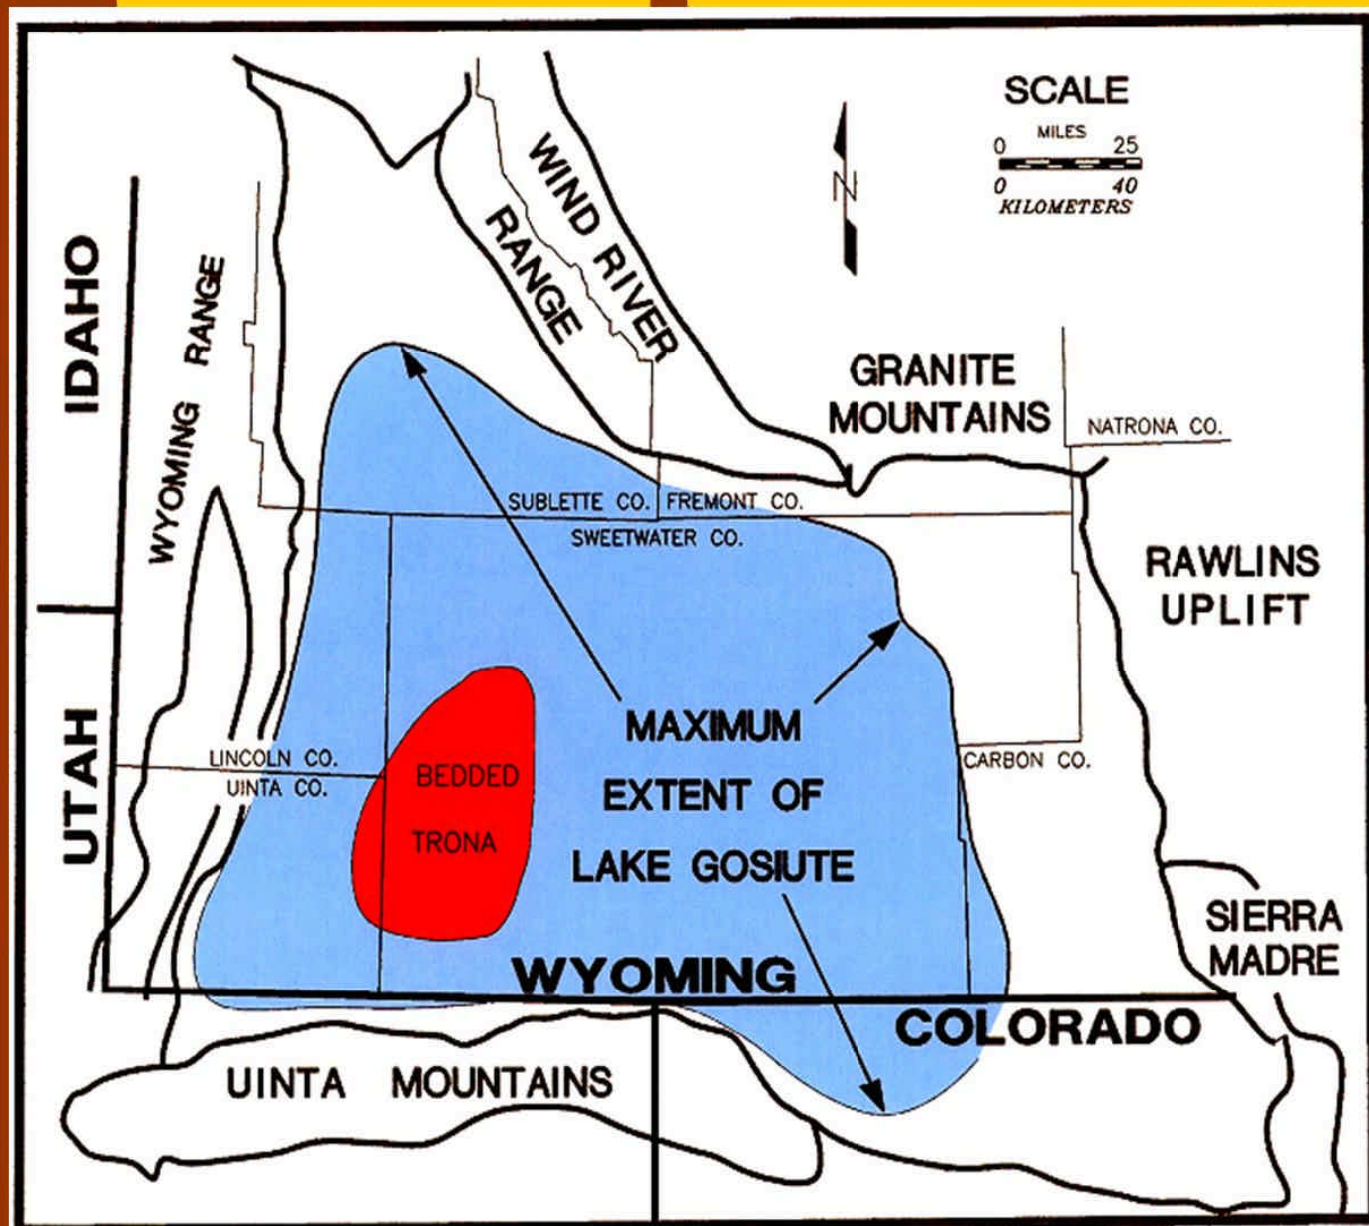 SCALE
MILES
0 25
0 40
KILOMETERS
N
WIND RIVER
RANGE
IDAHO
WYOMING RANGE
GRANITE
MOUNTAINS
NATRONA CO.
SUBLETTE CO. FREMONT CO.
SWEETWATER CO.
RAWLINS
UPLIFT
UTAH
MAXIMUM
EXTENT OF
LAKE GOSIUTE
LINCOLN CO.
UINTA CO.
BEDDED
TRONA
CARBON CO.
SIERRA
MADRE
WYOMING
COLORADO
UINTA MOUNTAINS